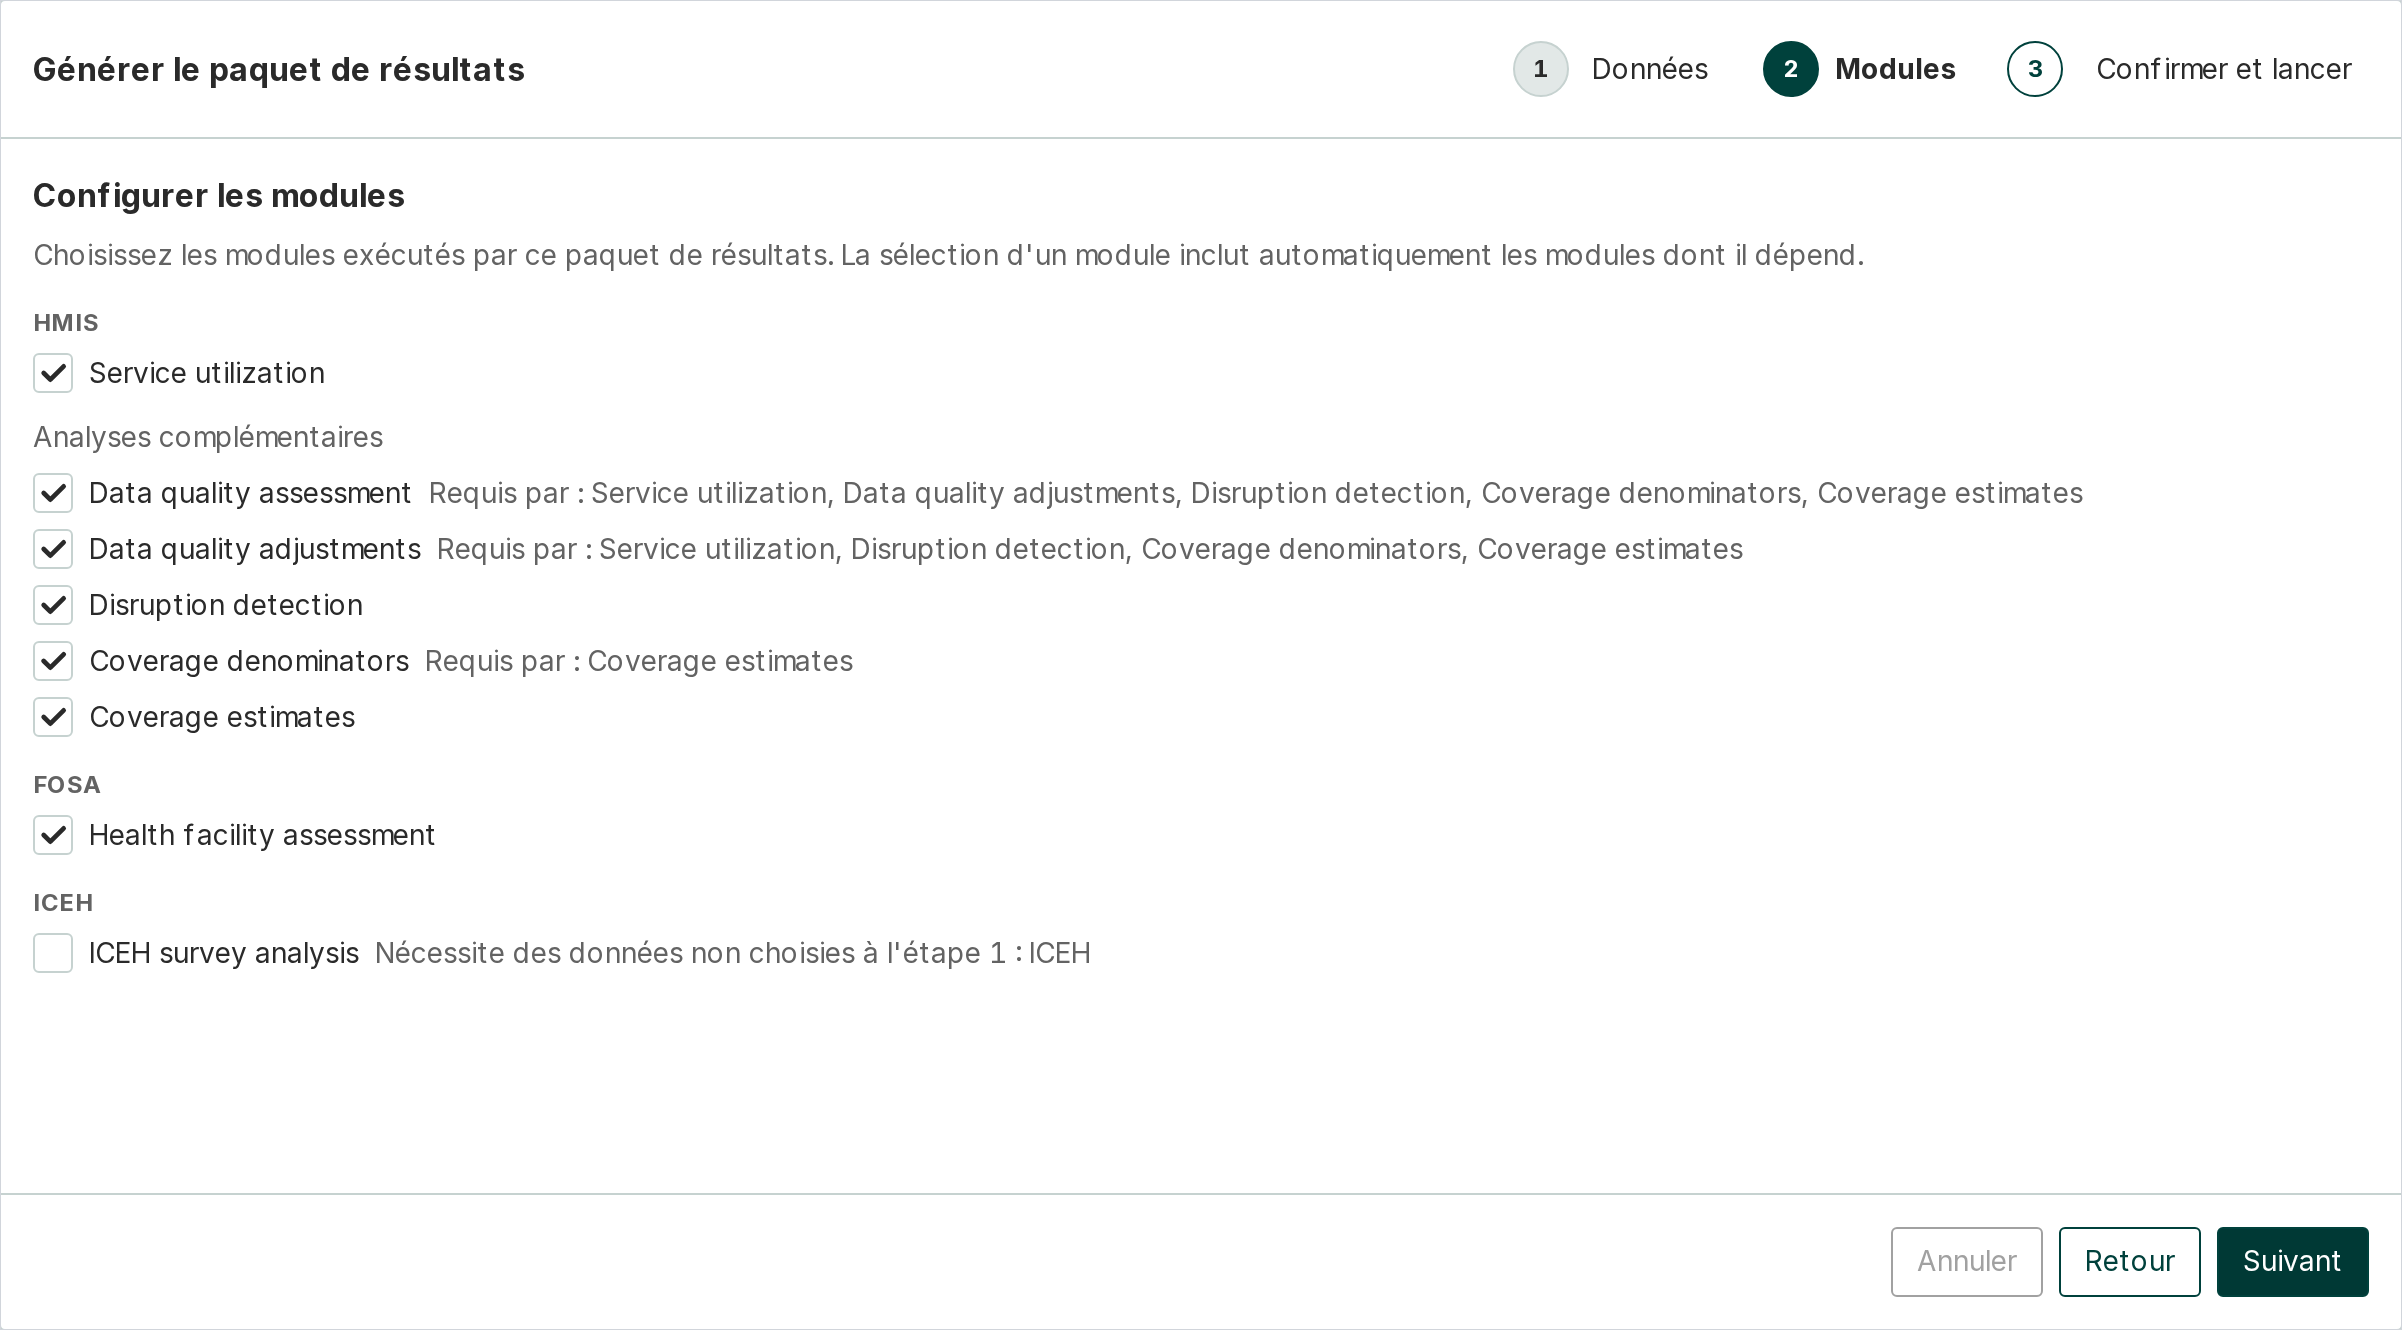 Générer le paquet de résultats
1 Données 2 Modules 3 Confirmer et lancer
Configurer les modules
Choisissez les modules exécutés par ce paquet de résultats. La sélection d'un module inclut automatiquement les modules dont il dépend.
HMIS
Service utilization
Analyses complémentaires
Data quality assessment Requis par : Service utilization, Data quality adjustments, Disruption detection, Coverage denominators, Coverage estimates
Data quality adjustments Requis par : Service utilization, Disruption detection, Coverage denominators, Coverage estimates
Disruption detection
Coverage denominators Requis par : Coverage estimates
Coverage estimates
FOSA
Health facility assessment
ICEH
ICEH survey analysis Nécessite des données non choisies à l'étape 1 : ICEH
Annuler Retour Suivant